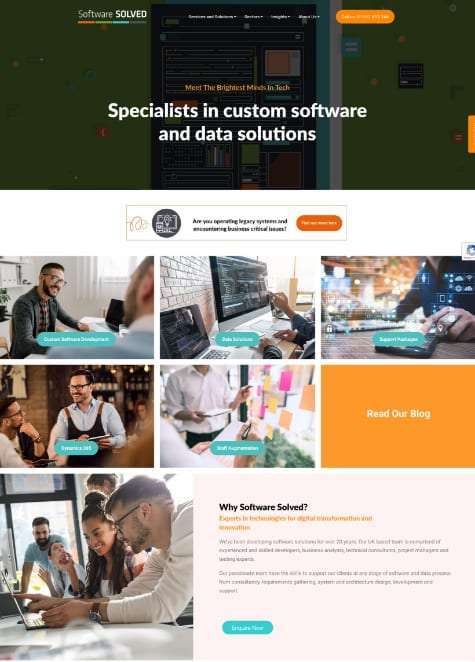 Software SOLVED
Services and Solutions
Sectors
Insights
About Us
Meet The Brightest Minds In Tech
Specialists in custom software
and data solutions
Are you operating legacy systems and
encountering business critical issues?
Find out more here
Custom Software Development
Data Solutions
Support Packages
Dynamics 365
Staff Augmentation
Read Our Blog
Why Software Solved?
Experts in technologies for digital transformation and
innovation
We've been developing software solutions for over 20 years. Our UK based team is comprised of
experienced and skilled developers, business analysts, technical consultants, project managers and
testing experts.
Our passionate team have the skills to support our clients at any stage of software and data process
from consultancy, requirements gathering, system and architecture design, development and
support.
Enquire Now